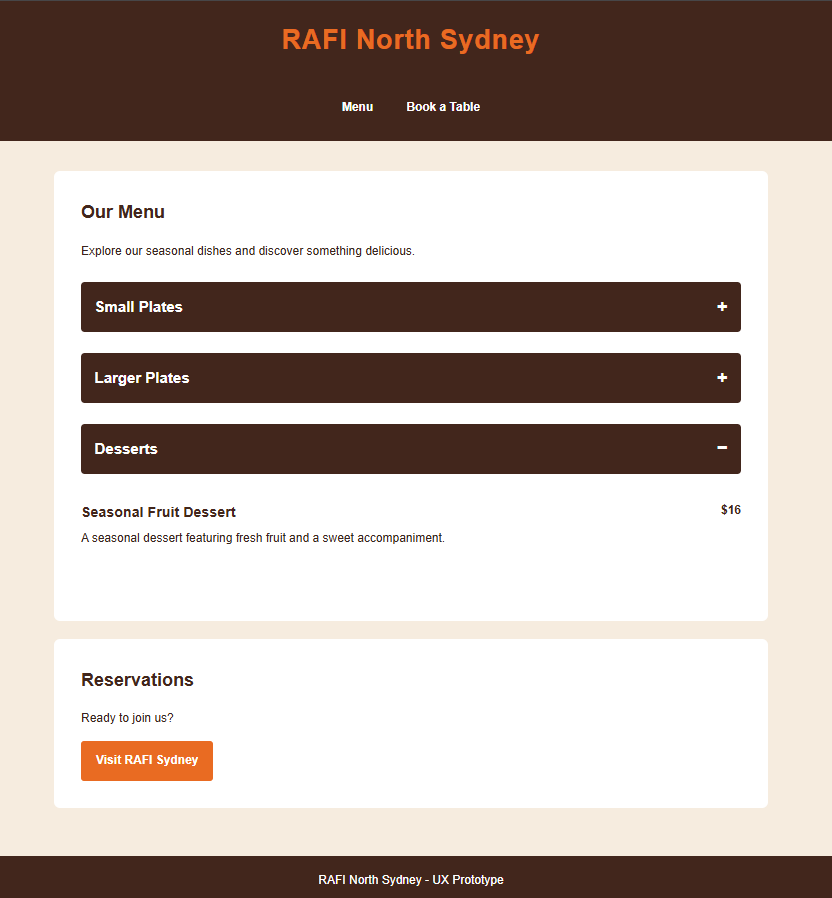 RAFI North Sydney
Menu Book a Table
Our Menu
Explore our seasonal dishes and discover something delicious.
Small Plates +
Larger Plates +
Desserts −
Seasonal Fruit Dessert $16
A seasonal dessert featuring fresh fruit and a sweet accompaniment.
Reservations
Ready to join us?
Visit RAFI Sydney
RAFI North Sydney - UX Prototype